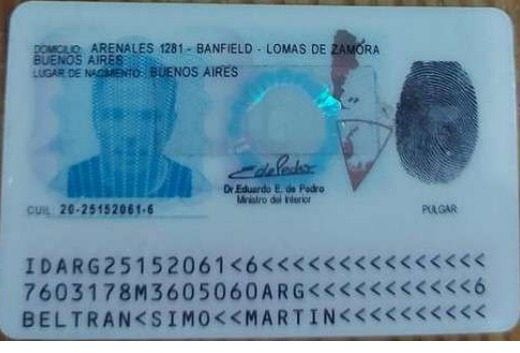 DOMICILIO: ARENALES 1281 - BANFIELD - LOMAS DE ZAMORA
BUENOS AIRES
LUGAR DE NACIMIENTO: BUENOS AIRES
EdePedro
Dr.Eduardo E. de Pedro
Ministro del Interior
CUIL: 20-25152061-6
PULGAR
IDARG25152061<6<<<<<<<<<<<<<<<
7603178M3605060ARG<<<<<<<<<<<6
BELTRAN<SIMO<<MARTIN<<<<<<<<<<